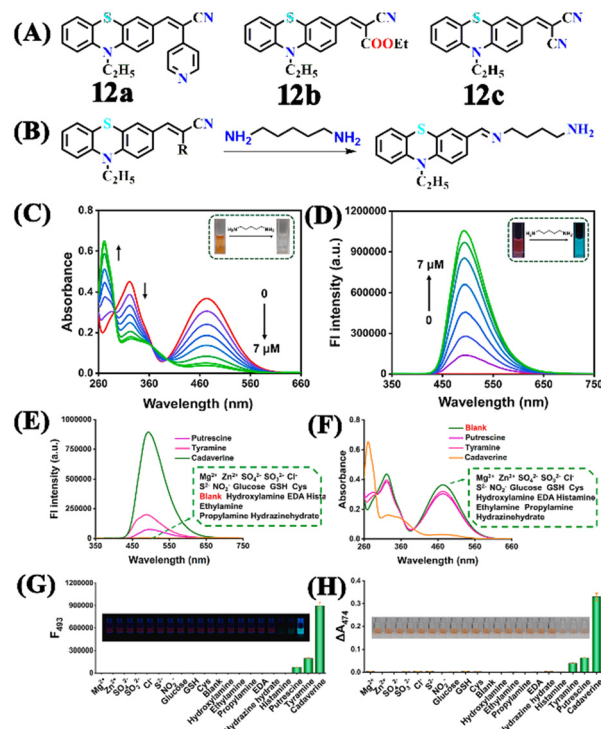 (A)
S
CN
N
C₂H₅
N
12a
S
CN
COOEt
N
C₂H₅
12b
S
CN
CN
N
C₂H₅
12c
(B)
S
CN
R
N
C₂H₅
NH₂
NH₂
S
N
NH₂
N
C₂H₅
(C)
0.8
0.6
0.4
0.2
0.0
Absorbance
H₂N
NH₂
0
7 μM
260 360 460 560 660
Wavelength (nm)
(D)
1200000
900000
600000
300000
0
FI intensity (a.u.)
H₂N
NH₂
7 μM
0
350 450 550 650 750
Wavelength (nm)
(E)
1000000
750000
500000
250000
0
FI intensity (a.u.)
Putrescine
Tyramine
Cadaverine
Mg²⁺ Zn²⁺ SO₄²⁻ SO₃²⁻ Cl⁻
S²⁻ NO₂⁻ Glucose GSH Cys
Blank Hydroxylamine EDA Hista
Ethylamine
Propylamine Hydrazinehydrate
350 450 550 650 750
Wavelength (nm)
(F)
0.8
0.6
0.4
0.2
0.0
Absorbance
Blank
Putrescine
Tyramine
Cadaverine
Mg²⁺ Zn²⁺ SO₄²⁻ SO₃²⁻ Cl⁻
S²⁻ NO₂⁻ Glucose GSH Cys
Hydroxylamine EDA Histamine
Ethylamine Propylamine
Hydrazinehydrate
260 360 460 560 660
Wavelength (nm)
(G)
1200000
900000
600000
300000
0
F₄₉₃
Mg²⁺
Zn²⁺
SO₄²⁻
SO₃²⁻
Cl⁻
S²⁻
NO₂⁻
Glucose
GSH
Cys
Blank
Hydroxylamine
Ethylamine
Propylamine
EDA
Hydrazine hydrate
Histamine
Putrescine
Tyramine
Cadaverine
(H)
0.4
0.3
0.2
0.1
0.0
ΔA₄₇₄
Mg²⁺
Zn²⁺
SO₄²⁻
SO₃²⁻
Cl⁻
S²⁻
NO₂⁻
Glucose
GSH
Cys
Blank
Hydroxylamine
Ethylamine
Propylamine
EDA
Hydrazine hydrate
Histamine
Tyramine
Putrescine
Cadaverine